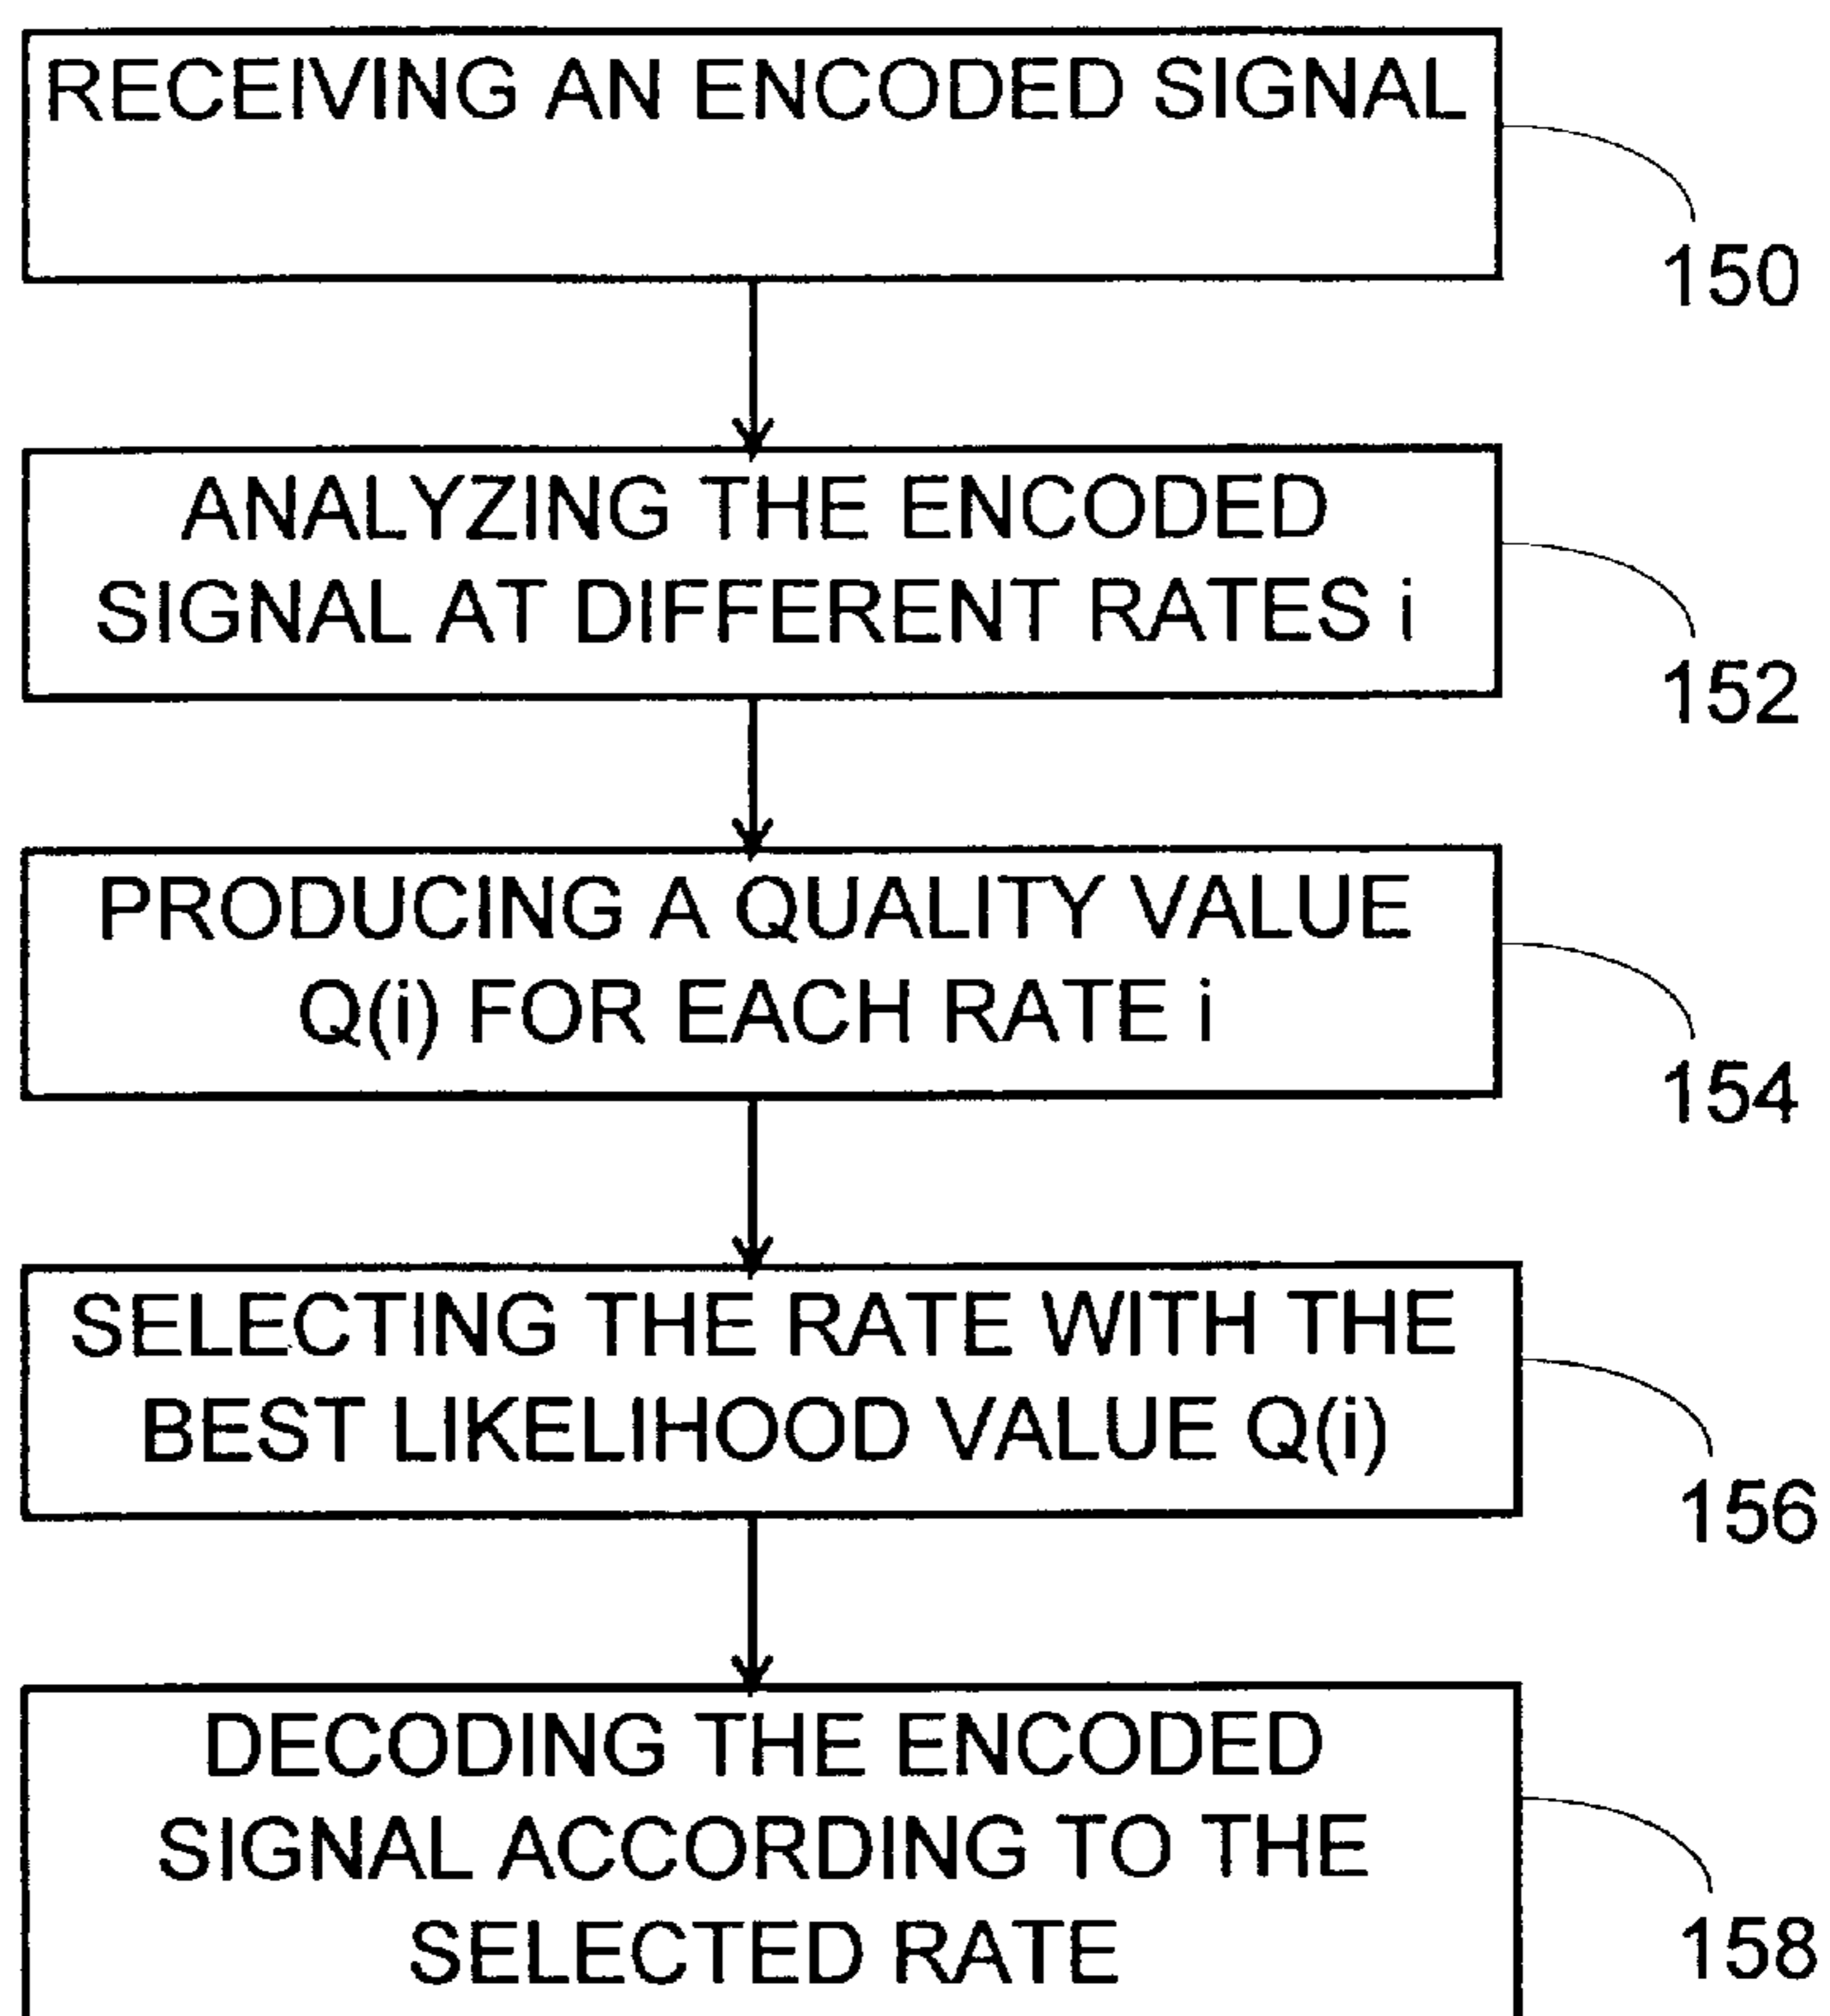 RECEIVING AN ENCODED SIGNAL
150
ANALYZING THE ENCODED
SIGNAL AT DIFFERENT RATES i
152
PRODUCING A QUALITY VALUE
Q(i) FOR EACH RATE i
154
SELECTING THE RATE WITH THE
BEST LIKELIHOOD VALUE Q(i)
156
DECODING THE ENCODED
SIGNAL ACCORDING TO THE
SELECTED RATE
158